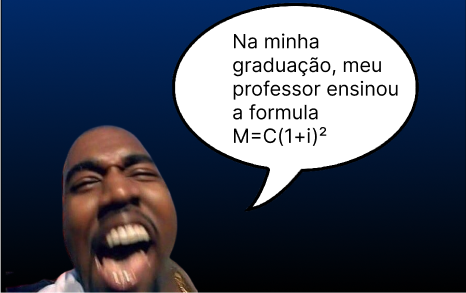 Na minha
graduação, meu
professor ensinou
a formula
M=C(1+i)²